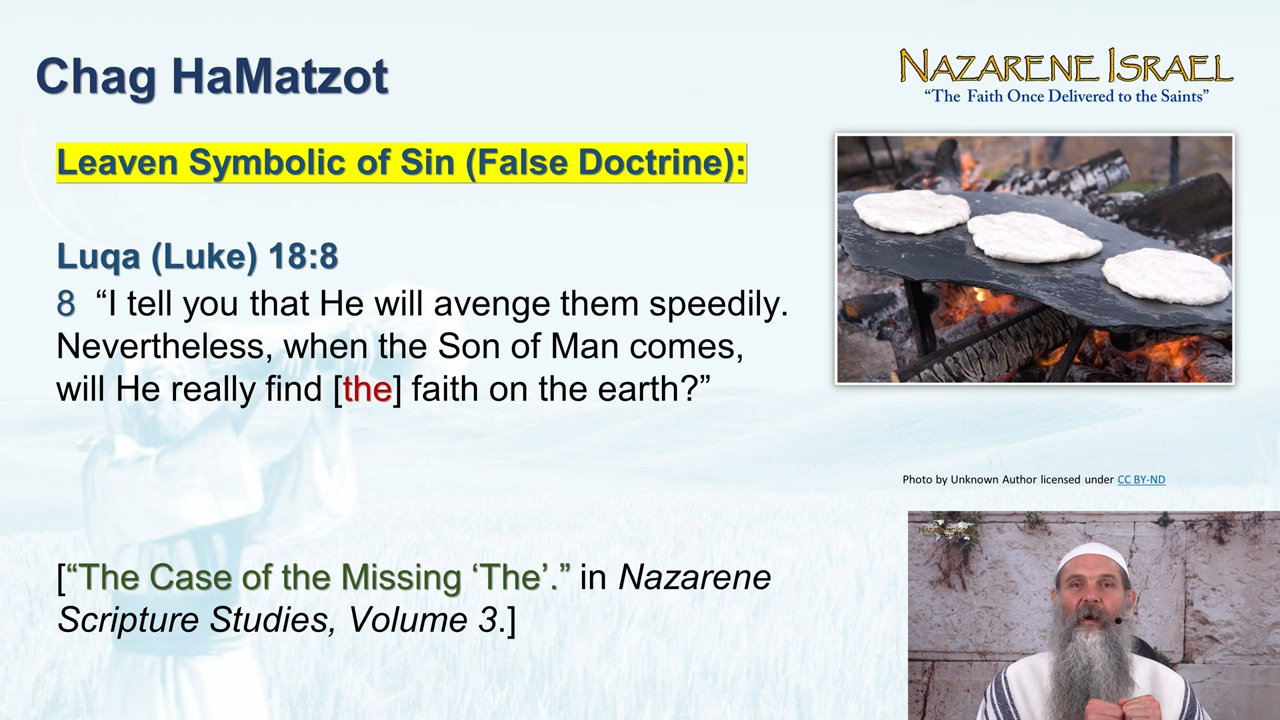 Chag HaMatzot
NAZARENE ISRAEL
“The Faith Once Delivered to the Saints”
Leaven Symbolic of Sin (False Doctrine):
Luqa (Luke) 18:8
8 “I tell you that He will avenge them speedily.
Nevertheless, when the Son of Man comes,
will He really find [the] faith on the earth?”
Photo by Unknown Author licensed under CC BY-ND
[“The Case of the Missing ‘The’.” in Nazarene
Scripture Studies, Volume 3.]